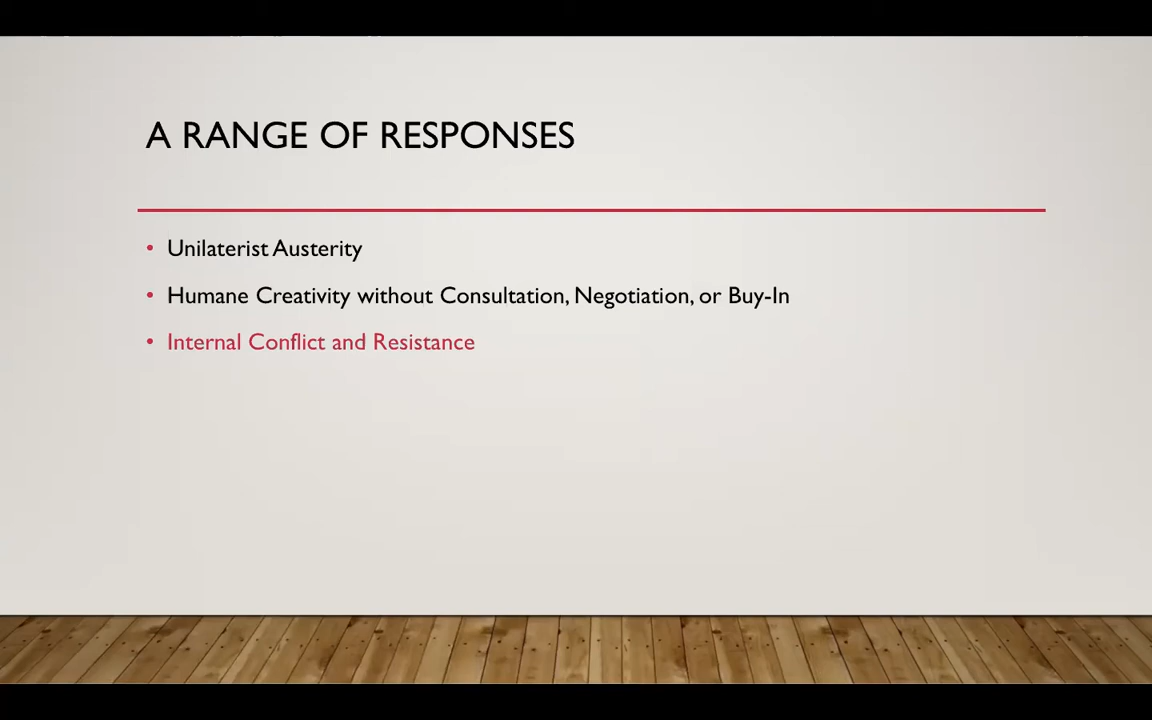 A RANGE OF RESPONSES
• Unilaterist Austerity
• Humane Creativity without Consultation, Negotiation, or Buy-In
• Internal Conflict and Resistance